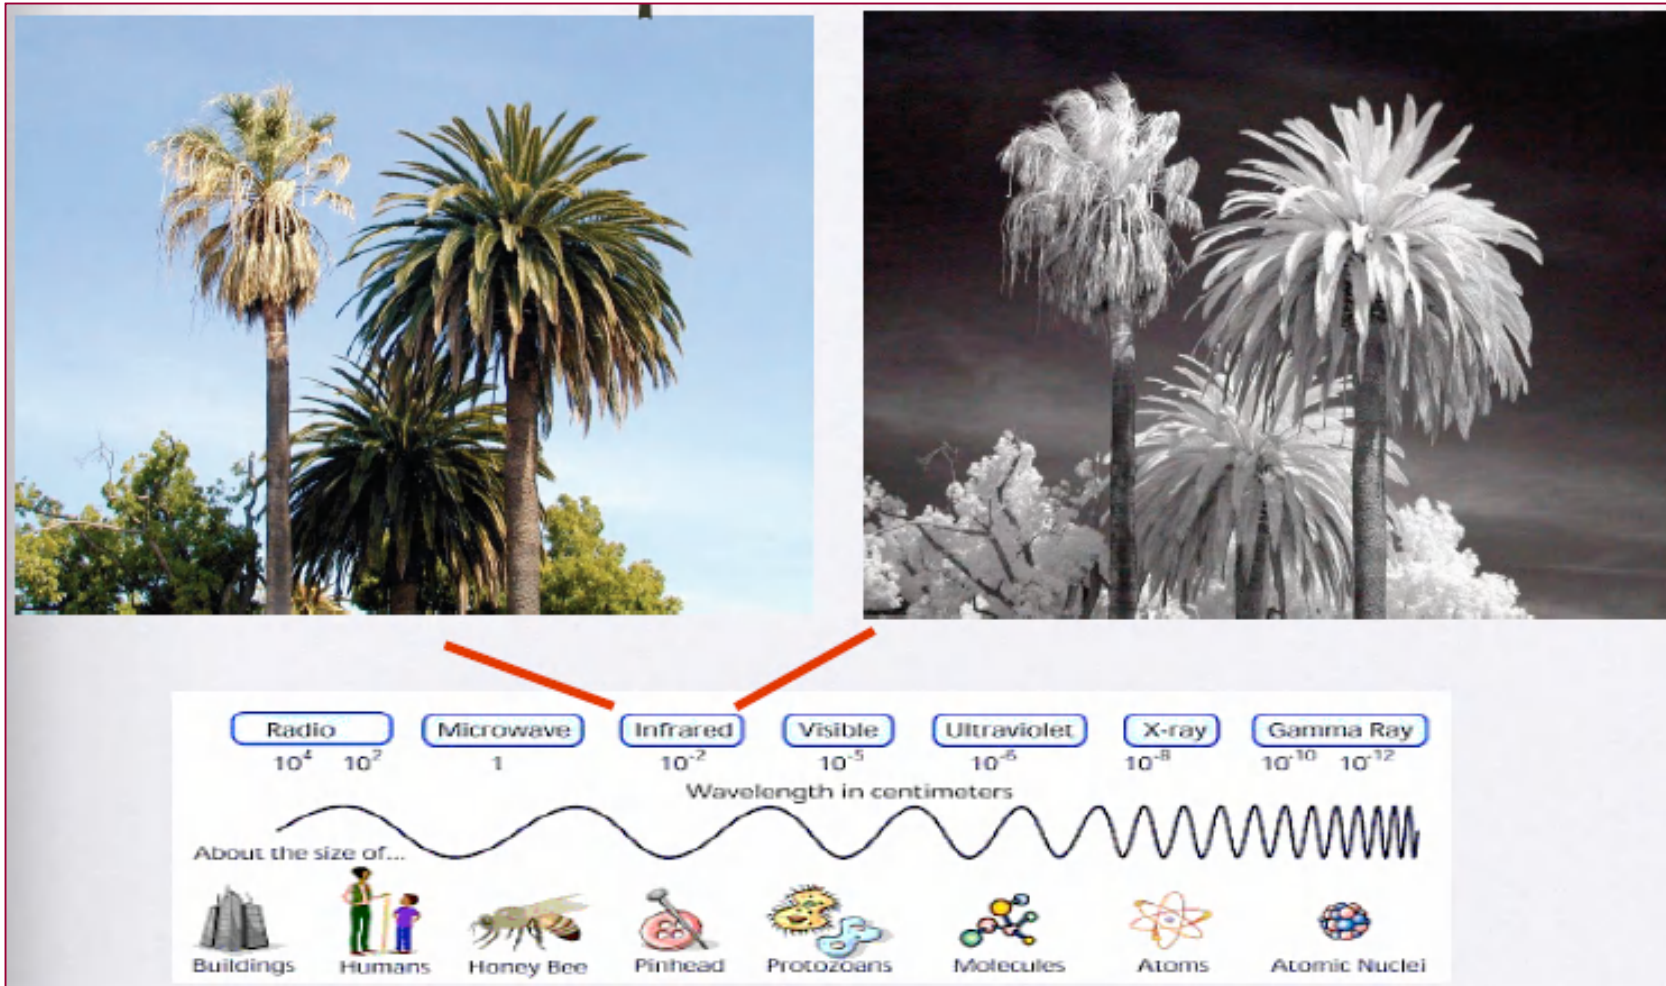 Radio Microwave Infrared Visible Ultraviolet X-ray Gamma Ray
10⁴ 10² 1 10⁻² 10⁻⁵ 10⁻⁶ 10⁻⁸ 10⁻¹⁰ 10⁻¹²
Wavelength in centimeters
About the size of...
Buildings Humans Honey Bee Pinhead Protozoans Molecules Atoms Atomic Nuclei